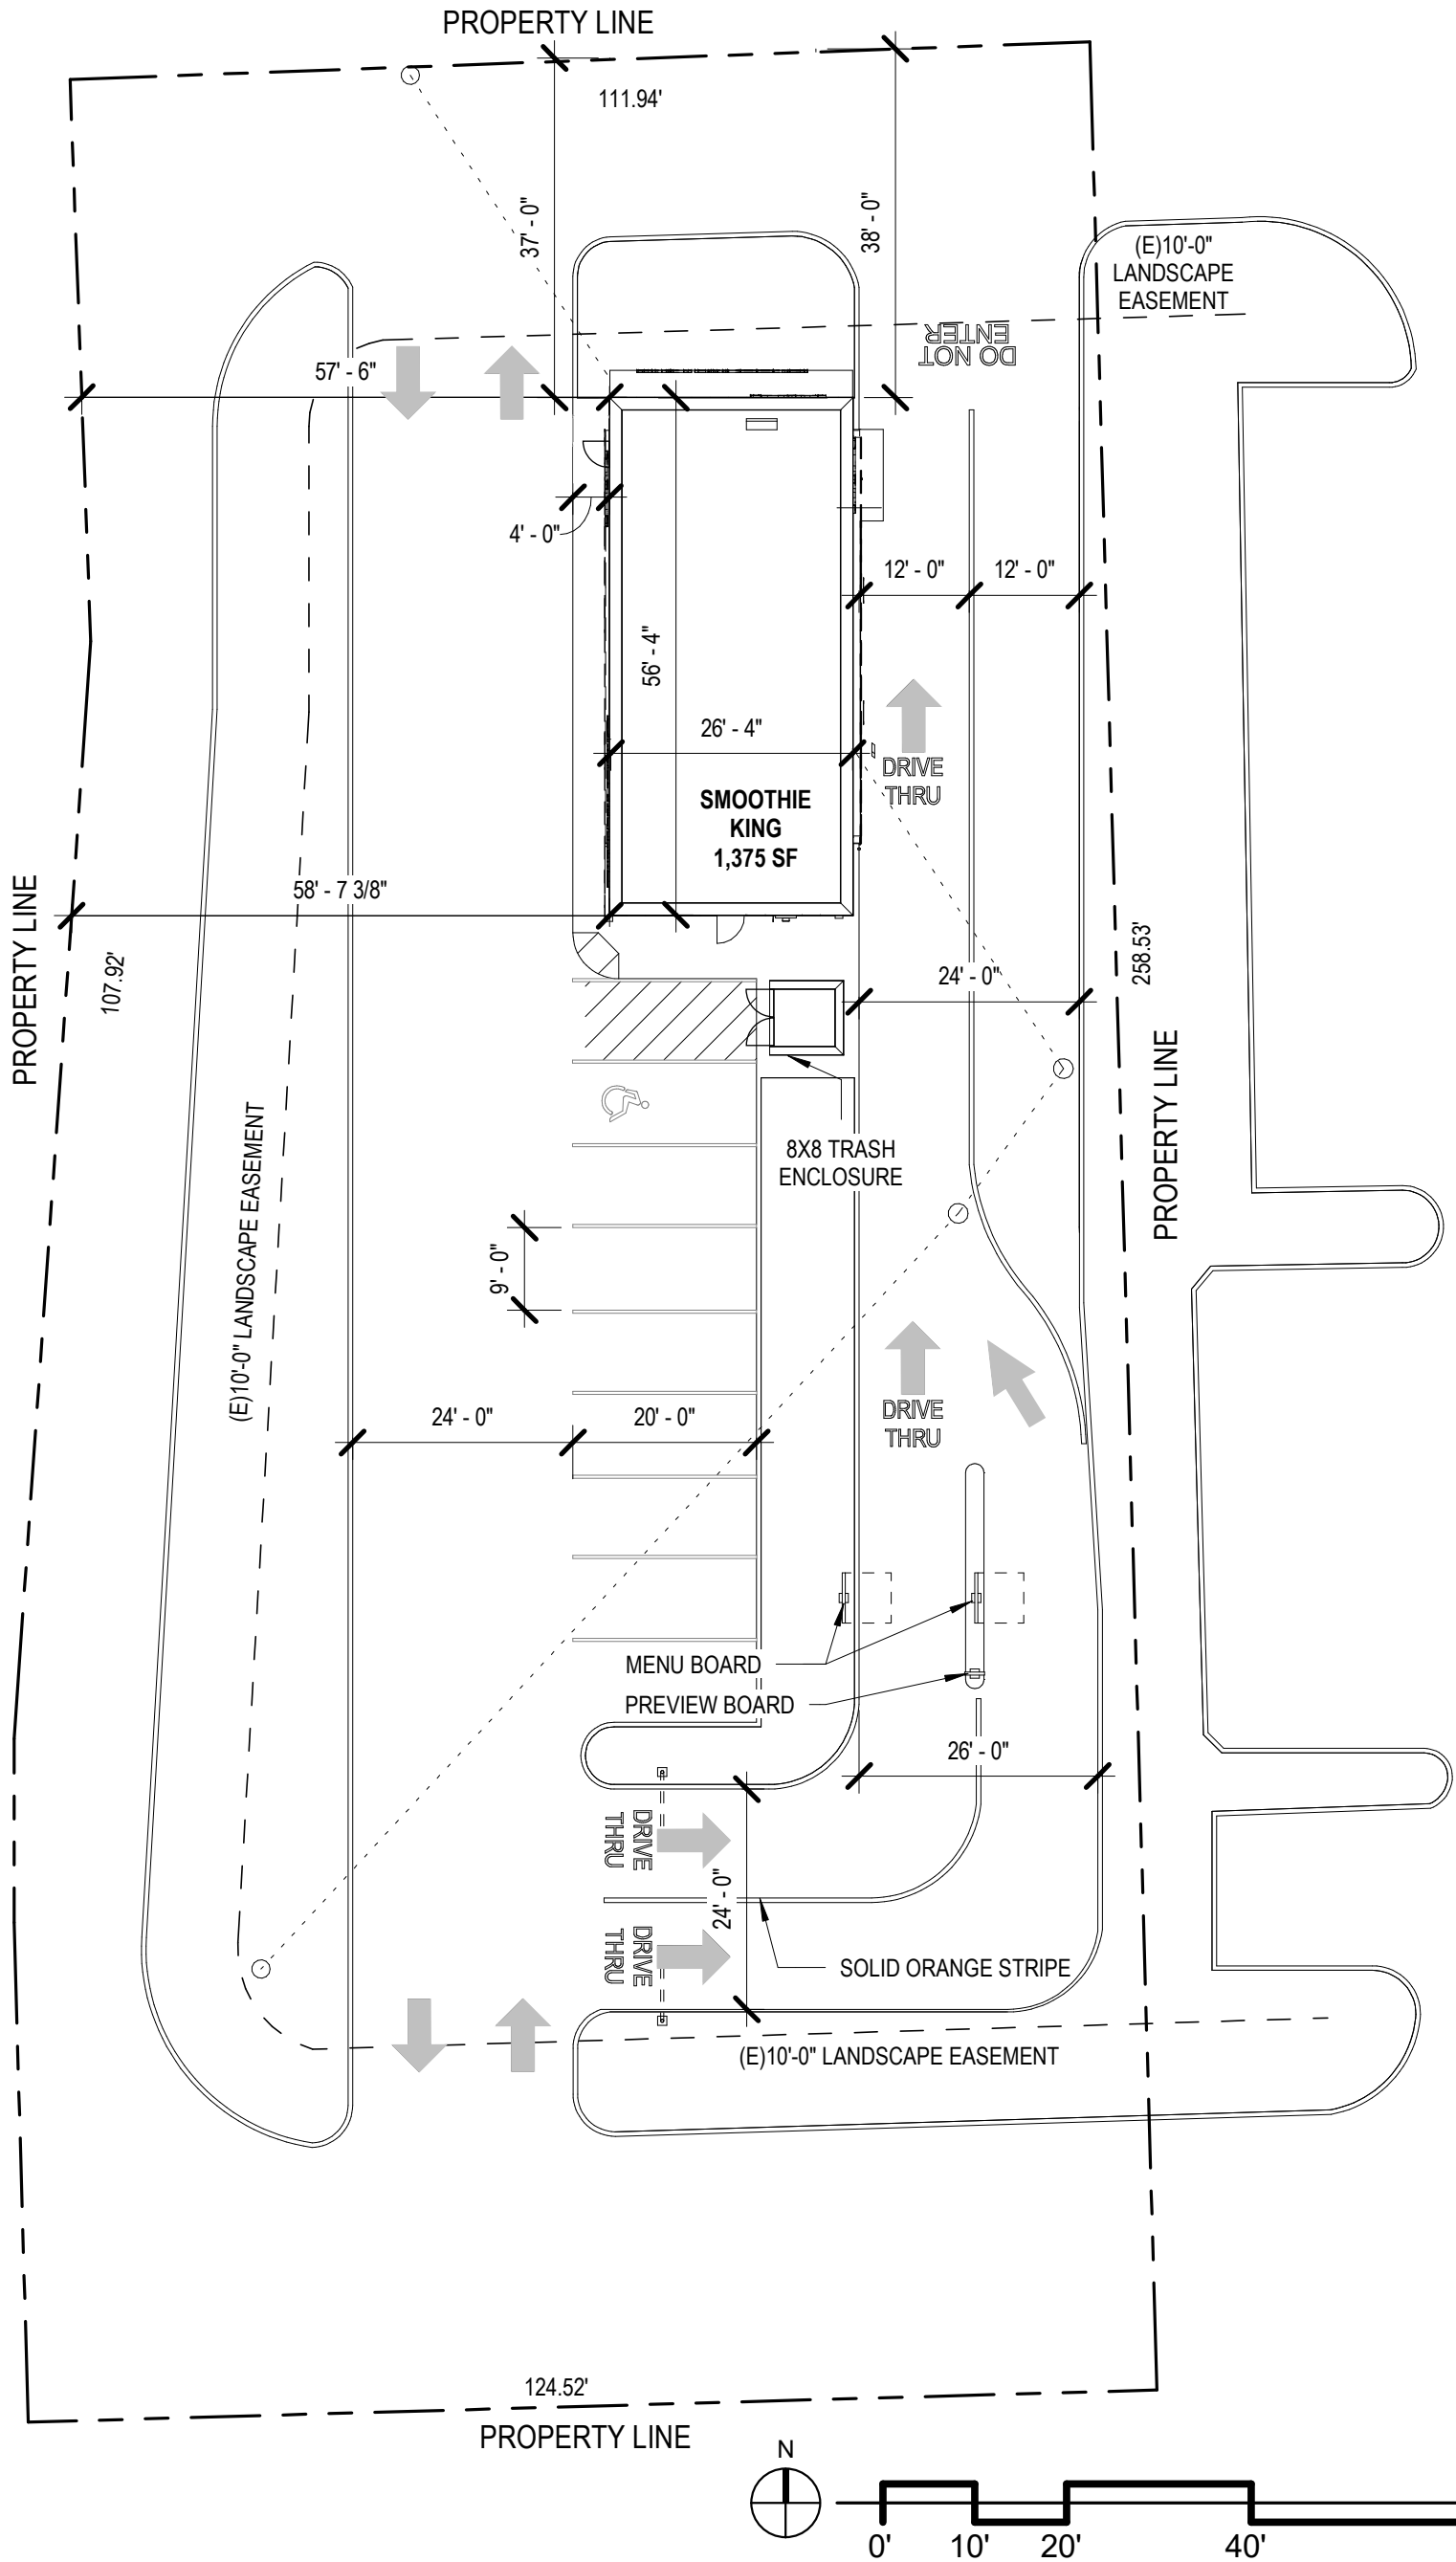 PROPERTY LINE
111.94'
37' - 0"
38' - 0"
(E)10'-0"
LANDSCAPE
EASEMENT
DO NOT
ENTER
57' - 6"
4' - 0"
12' - 0"
12' - 0"
56' - 4"
26' - 4"
DRIVE
THRU
SMOOTHIE
KING
1,375 SF
58' - 7 3/8"
PROPERTY LINE
107.92'
24' - 0"
258.53'
PROPERTY LINE
8X8 TRASH
ENCLOSURE
(E)10'-0" LANDSCAPE EASEMENT
9' - 0"
24' - 0"
20' - 0"
DRIVE
THRU
MENU BOARD
PREVIEW BOARD
26' - 0"
DRIVE
THRU
24' - 0"
DRIVE
THRU
SOLID ORANGE STRIPE
(E)10'-0" LANDSCAPE EASEMENT
124.52'
PROPERTY LINE
N
0' 10' 20' 40'